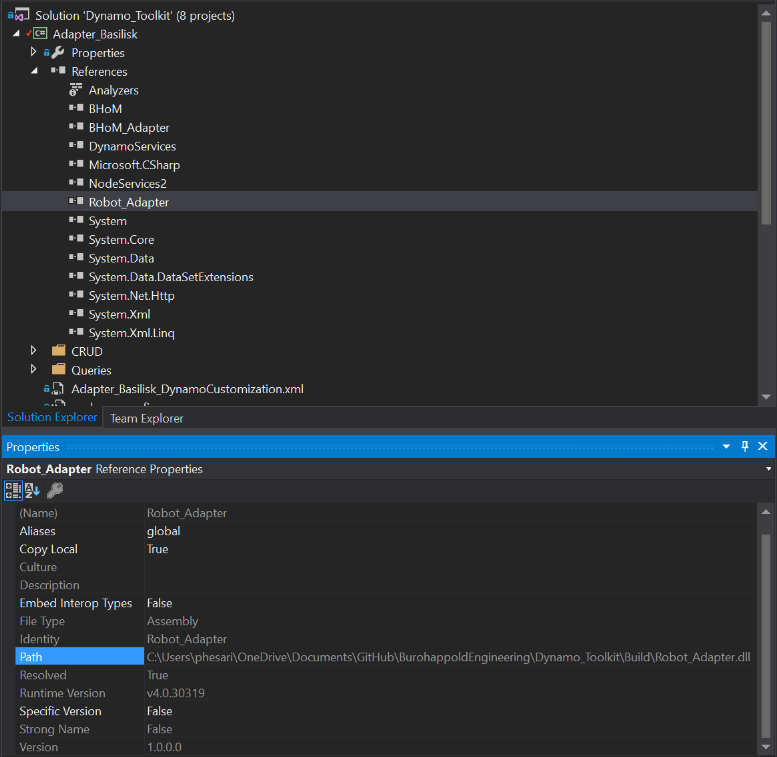 Solution 'Dynamo_Toolkit' (8 projects)
C# Adapter_Basilisk
Properties
References
Analyzers
BHoM
BHoM_Adapter
DynamoServices
Microsoft.CSharp
NodeServices2
Robot_Adapter
System
System.Core
System.Data
System.Data.DataSetExtensions
System.Net.Http
System.Xml
System.Xml.Linq
CRUD
Queries
Adapter_Basilisk_DynamoCustomization.xml
Solution Explorer Team Explorer
Properties
Robot_Adapter Reference Properties
(Name) Robot_Adapter
Aliases global
Copy Local True
Culture
Description
Embed Interop Types False
File Type Assembly
Identity Robot_Adapter
Path C:\Users\phesari\OneDrive\Documents\GitHub\BurohappoldEngineering\Dynamo_Toolkit\Build\Robot_Adapter.dll
Resolved True
Runtime Version v4.0.30319
Specific Version False
Strong Name False
Version 1.0.0.0